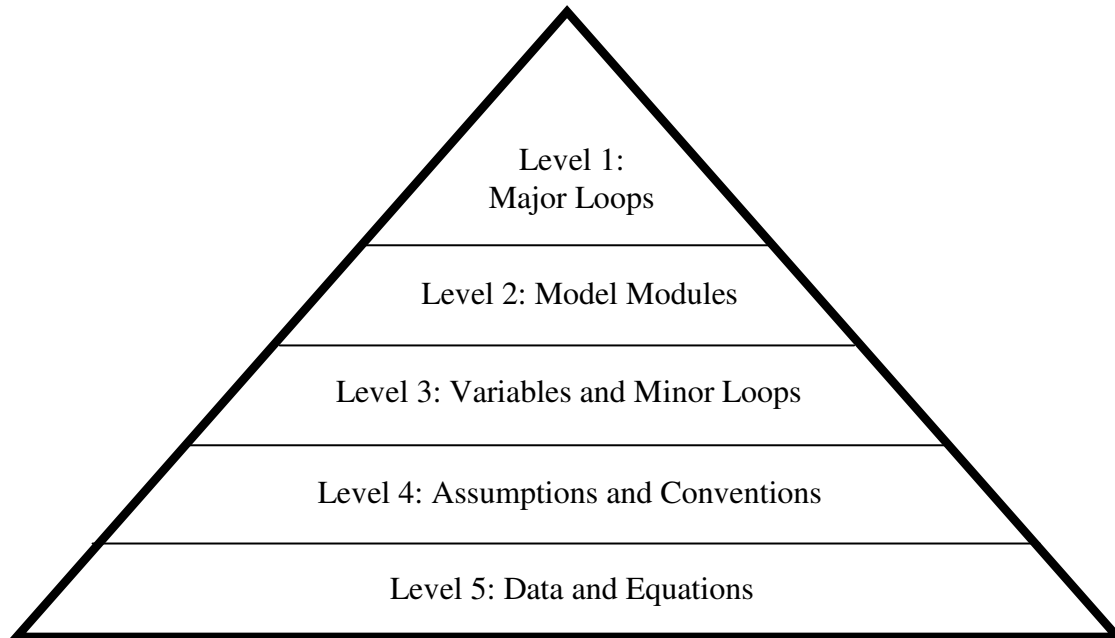 Level 1:
Major Loops
Level 2: Model Modules
Level 3: Variables and Minor Loops
Level 4: Assumptions and Conventions
Level 5: Data and Equations